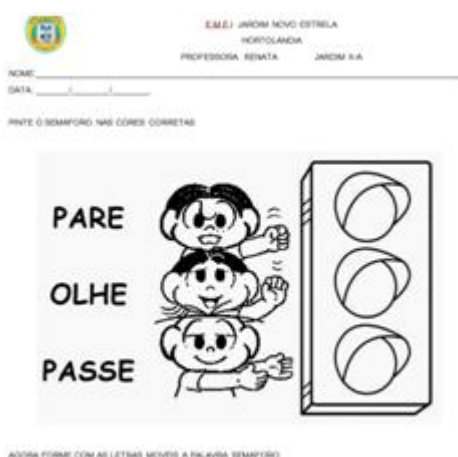 E.M.E.I JARDIM NOVO ESTRELA
HORTOLANDIA
PROFESSORA RENATA JARDIM II-A
NOME:
DATA: / /
PINTE O SEMAFORO NAS CORES CORRETAS
PARE
OLHE
PASSE
AGORA FORME COM AS LETRAS MOVEIS A PALAVRA SEMAFORO: